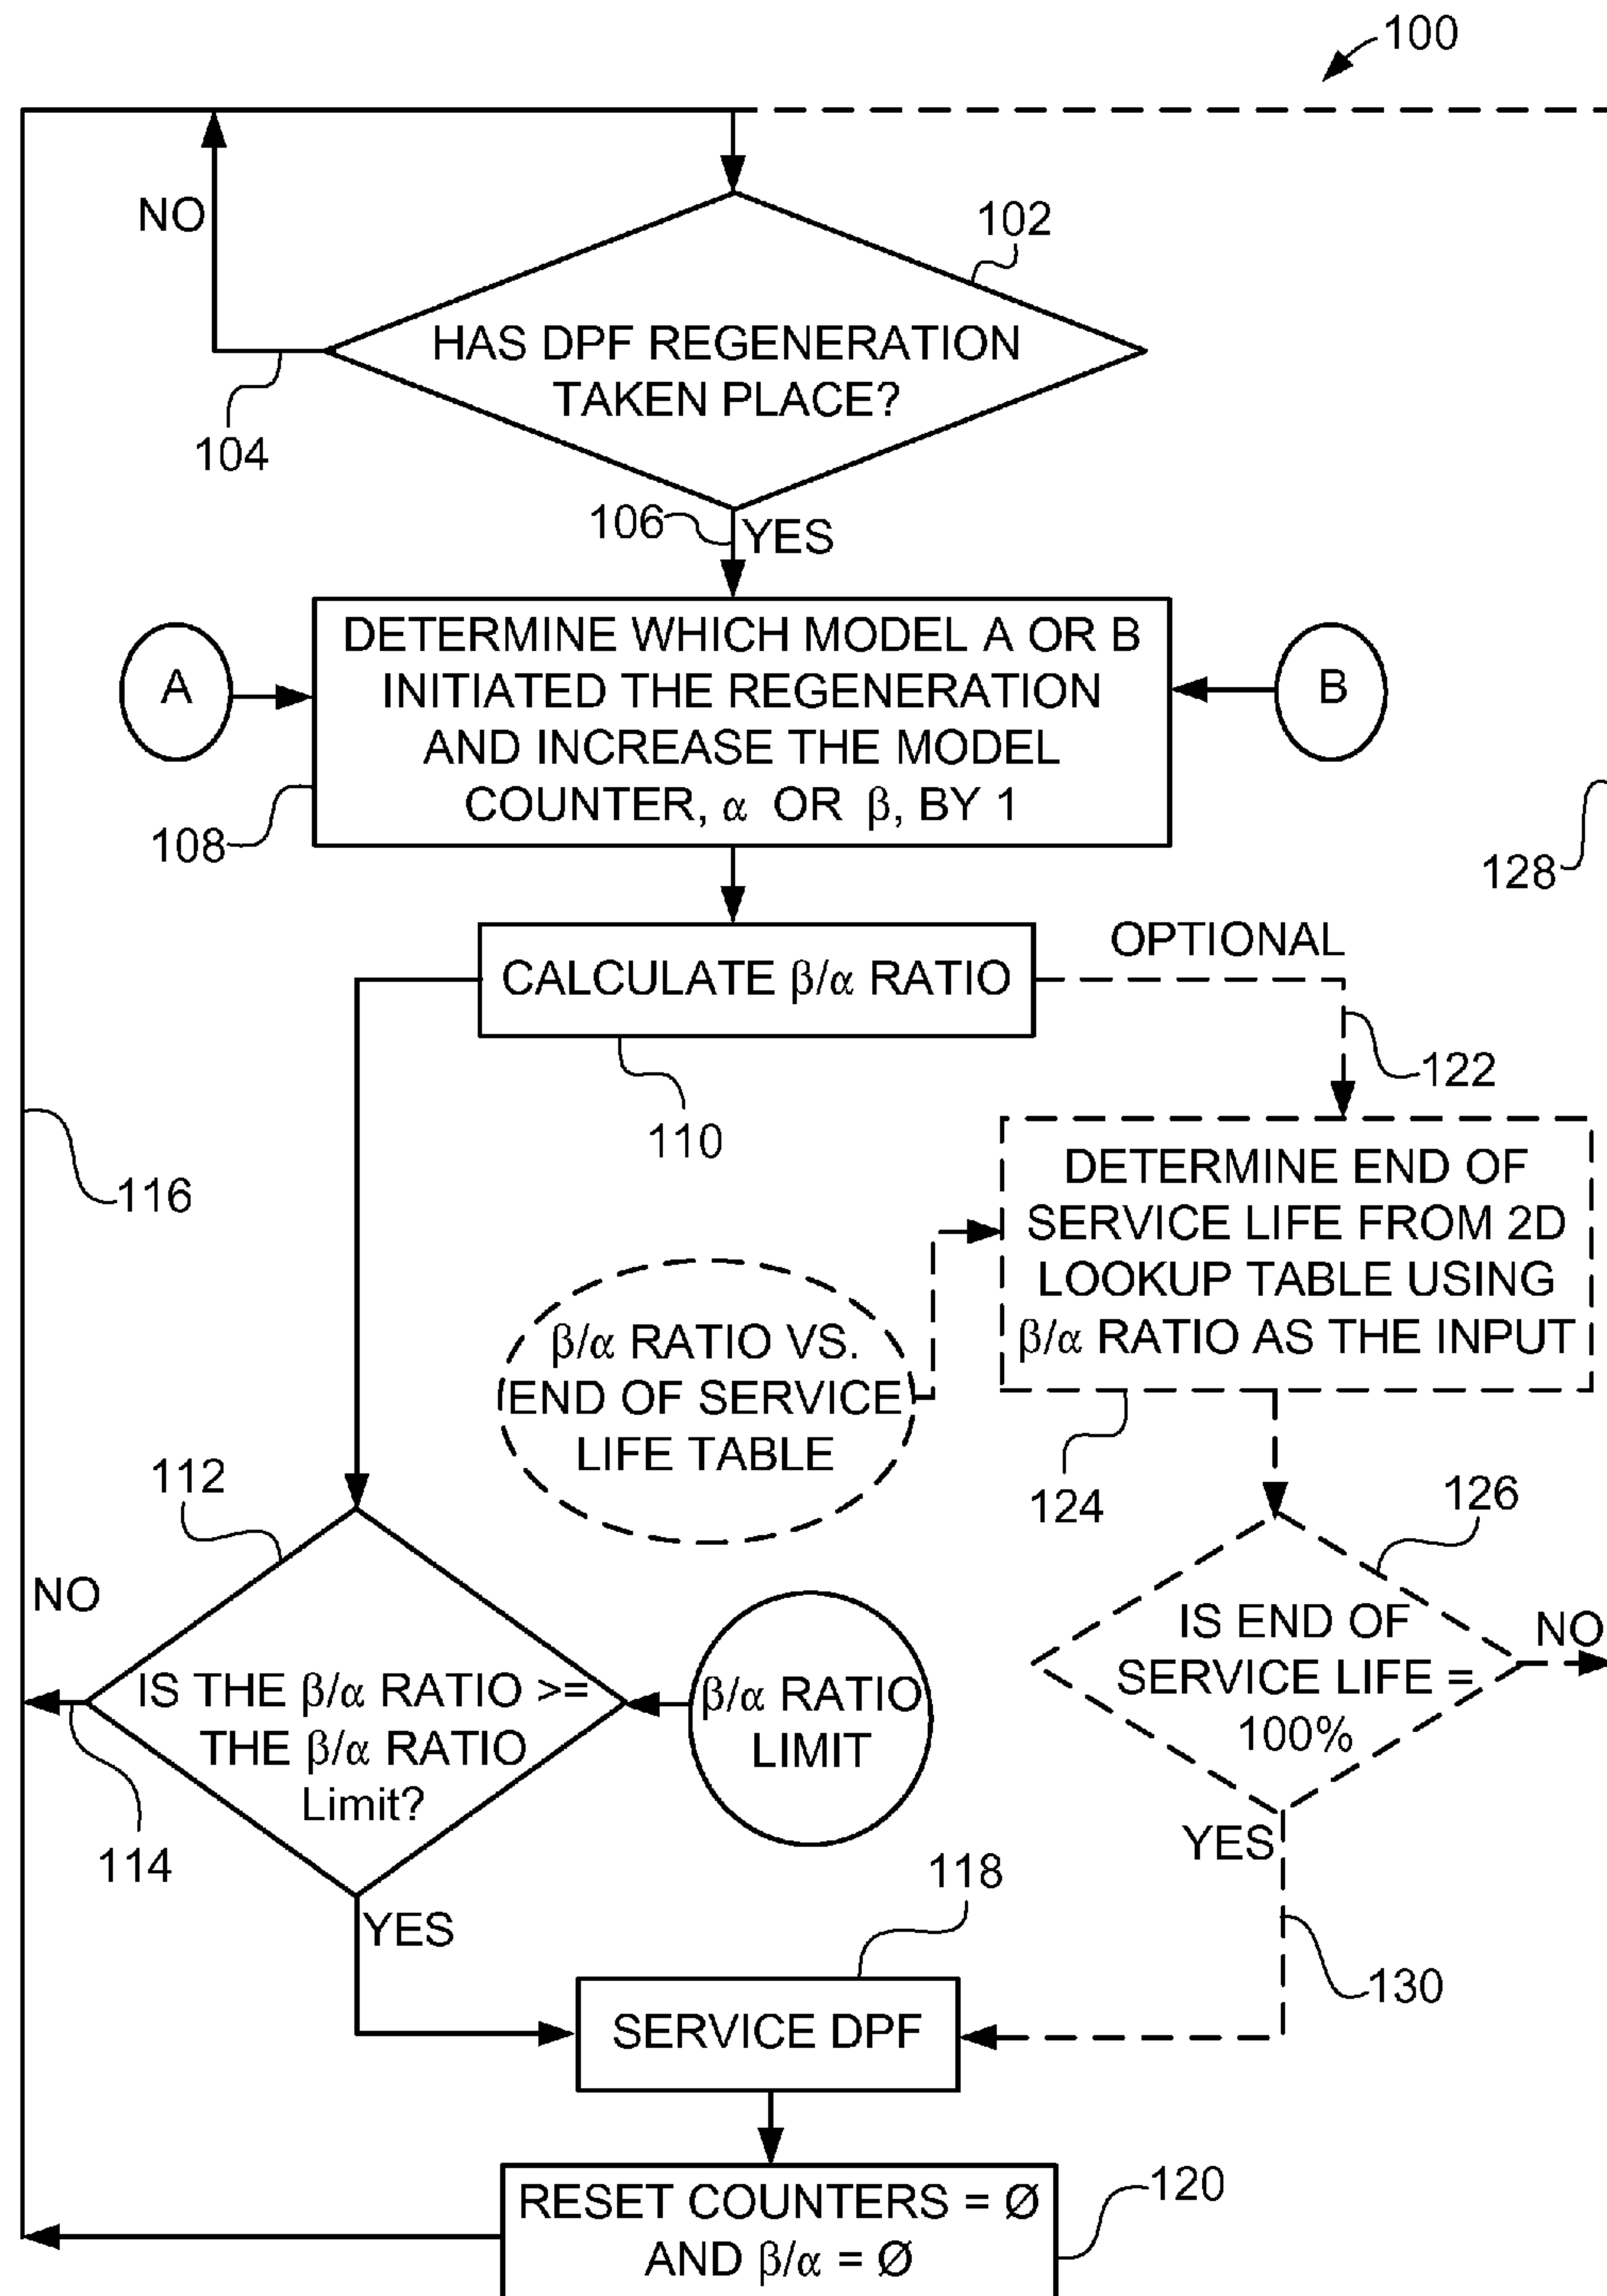 100
NO
102
HAS DPF REGENERATION
TAKEN PLACE?
104
106
YES
DETERMINE WHICH MODEL A OR B
INITIATED THE REGENERATION
AND INCREASE THE MODEL
COUNTER, α OR β, BY 1
A
B
108
128
OPTIONAL
CALCULATE β/α RATIO
122
110
116
DETERMINE END OF
SERVICE LIFE FROM 2D
LOOKUP TABLE USING
β/α RATIO AS THE INPUT
β/α RATIO VS.
END OF SERVICE
LIFE TABLE
112
124
126
NO
IS THE β/α RATIO >=
THE β/α RATIO
Limit?
β/α RATIO
LIMIT
IS END OF
SERVICE LIFE =
100%
NO
114
YES
YES
118
130
SERVICE DPF
RESET COUNTERS = Ø
AND β/α = Ø
120